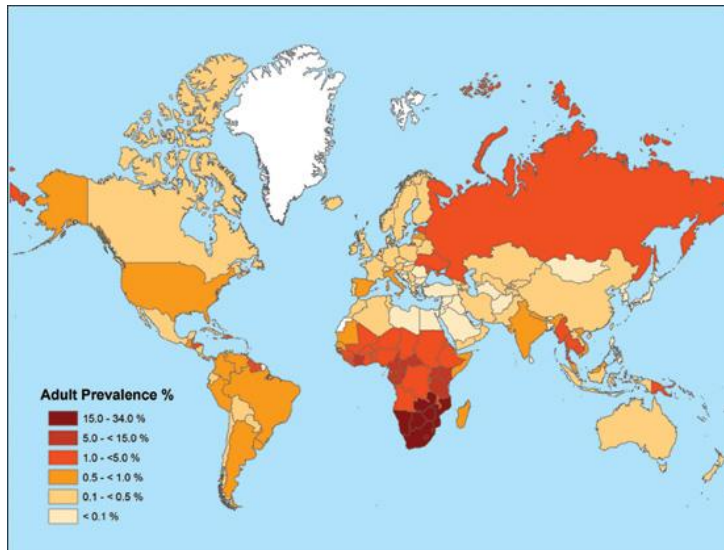 Adult Prevalence %
15.0 - 34.0 %
5.0 - < 15.0 %
1.0 - <5.0 %
0.5 - < 1.0 %
0.1 - < 0.5 %
< 0.1 %